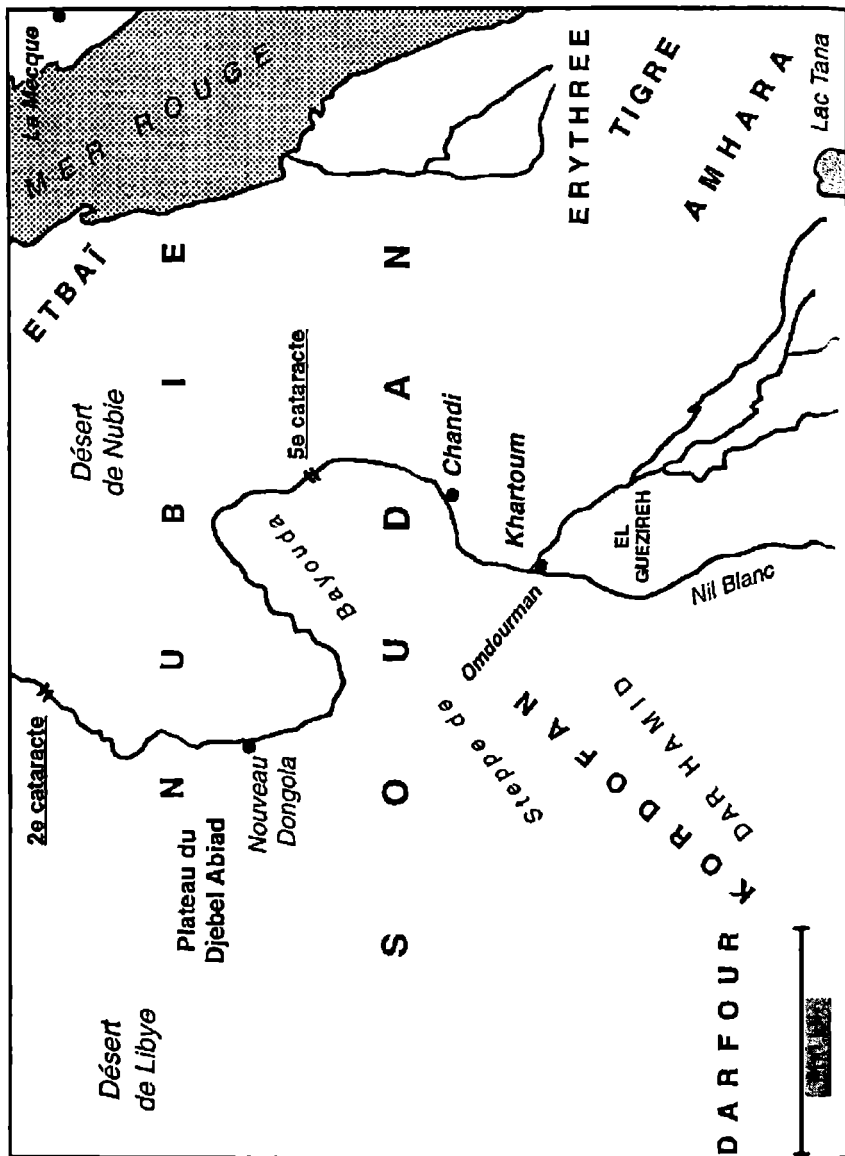 La Mecque
MER ROUGE
ETBAÏ
Désert
de Nubie
2e cataracte
NUBIE
5e cataracte
Bayouda
Désert
de Libye
Plateau du
Djebel Abiad
Nouveau
Dongola
SOUDAN
Chandi
Khartoum
Omdourman
EL
GUEZIREH
Nil Blanc
Steppe de
KORDOFAN
DAR HAMID
DARFOUR
ERYTHREE
TIGRE
AMHARA
Lac Tana